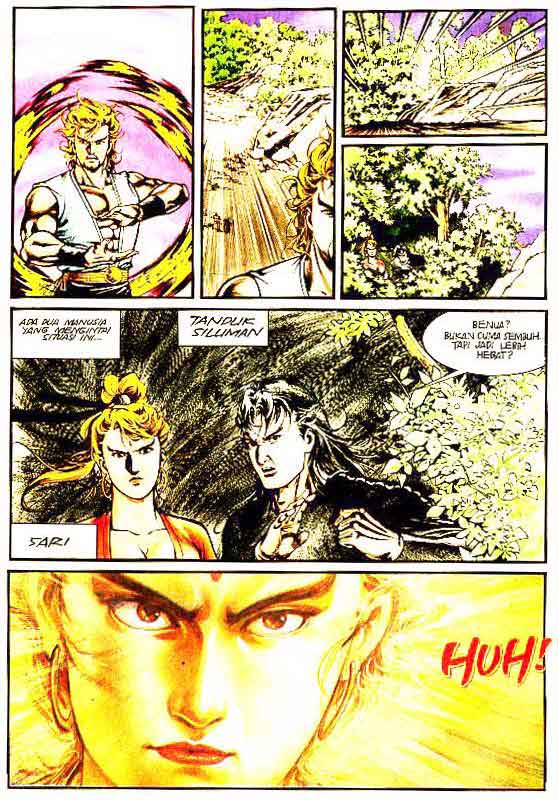 ADA DUA MANUSIA
YANG MENGINTAI
SITUASI INI...
TANDUK
SILUMAN
BENUA?
BUKAN CUMA SEMBUH
TAPI JADI LEBIH
HEBAT?
SARI
HUH!